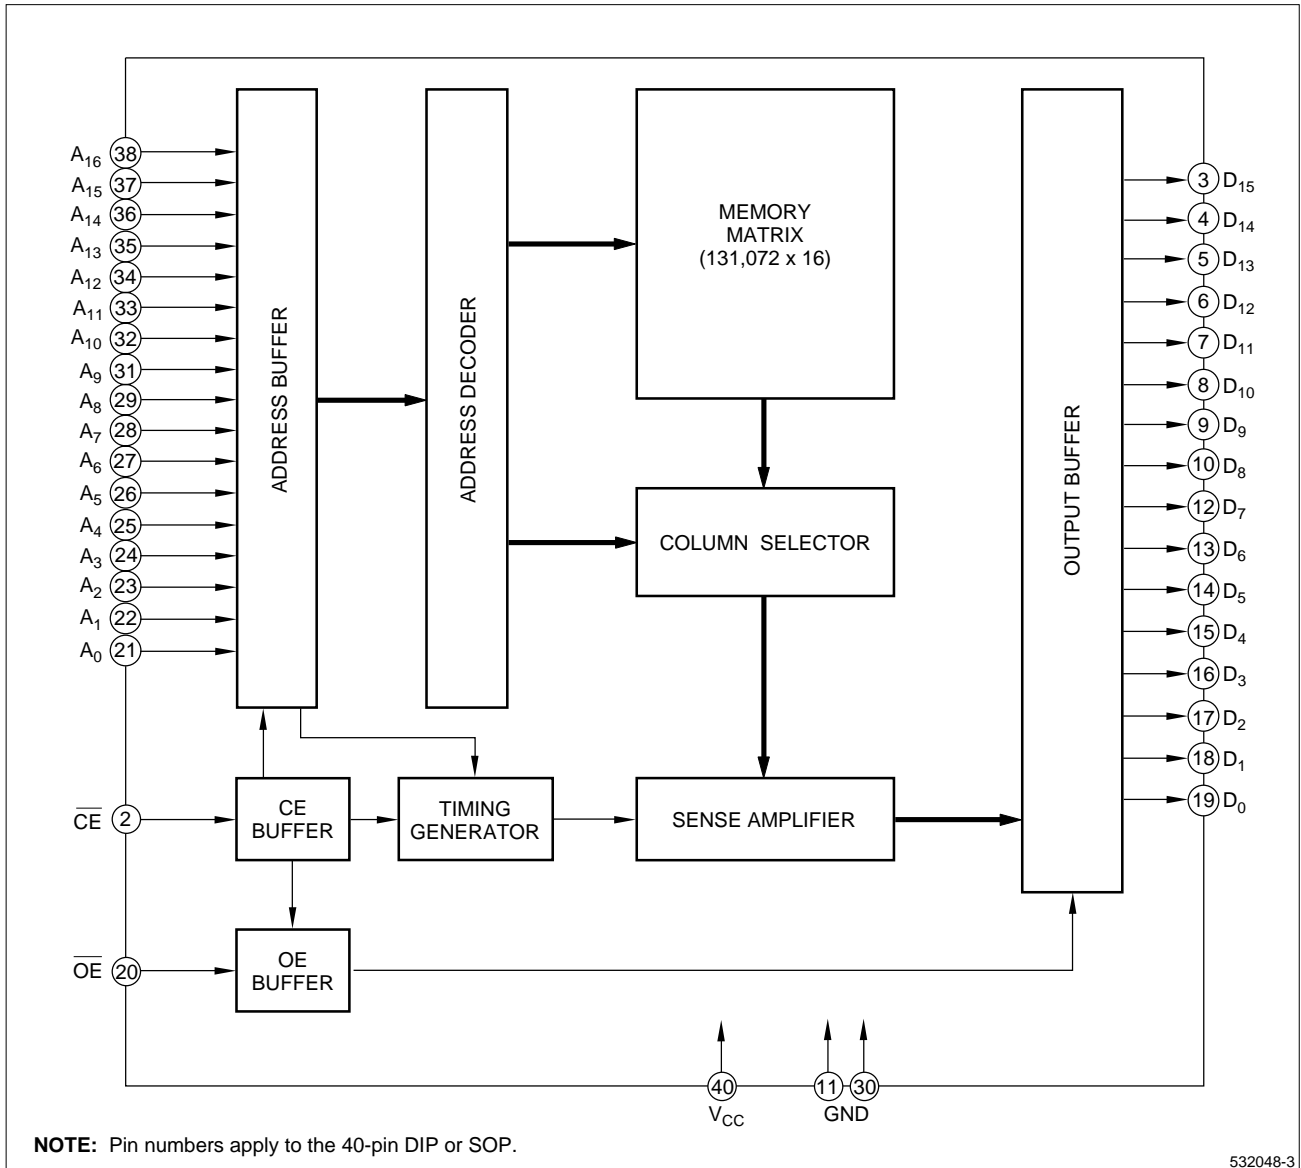 A16 38
A15 37
A14 36
A13 35
A12 34
A11 33
A10 32
A9 31
A8 29
A7 28
A6 27
A5 26
A4 25
A3 24
A2 23
A1 22
A0 21
CE 2
OE 20
ADDRESS BUFFER
ADDRESS DECODER
MEMORY
MATRIX
(131,072 x 16)
COLUMN SELECTOR
SENSE AMPLIFIER
CE
BUFFER
TIMING
GENERATOR
OE
BUFFER
OUTPUT BUFFER
3 D15
4 D14
5 D13
6 D12
7 D11
8 D10
9 D9
10 D8
12 D7
13 D6
14 D5
15 D4
16 D3
17 D2
18 D1
19 D0
40
VCC
11 30
GND
NOTE: Pin numbers apply to the 40-pin DIP or SOP.
532048-3